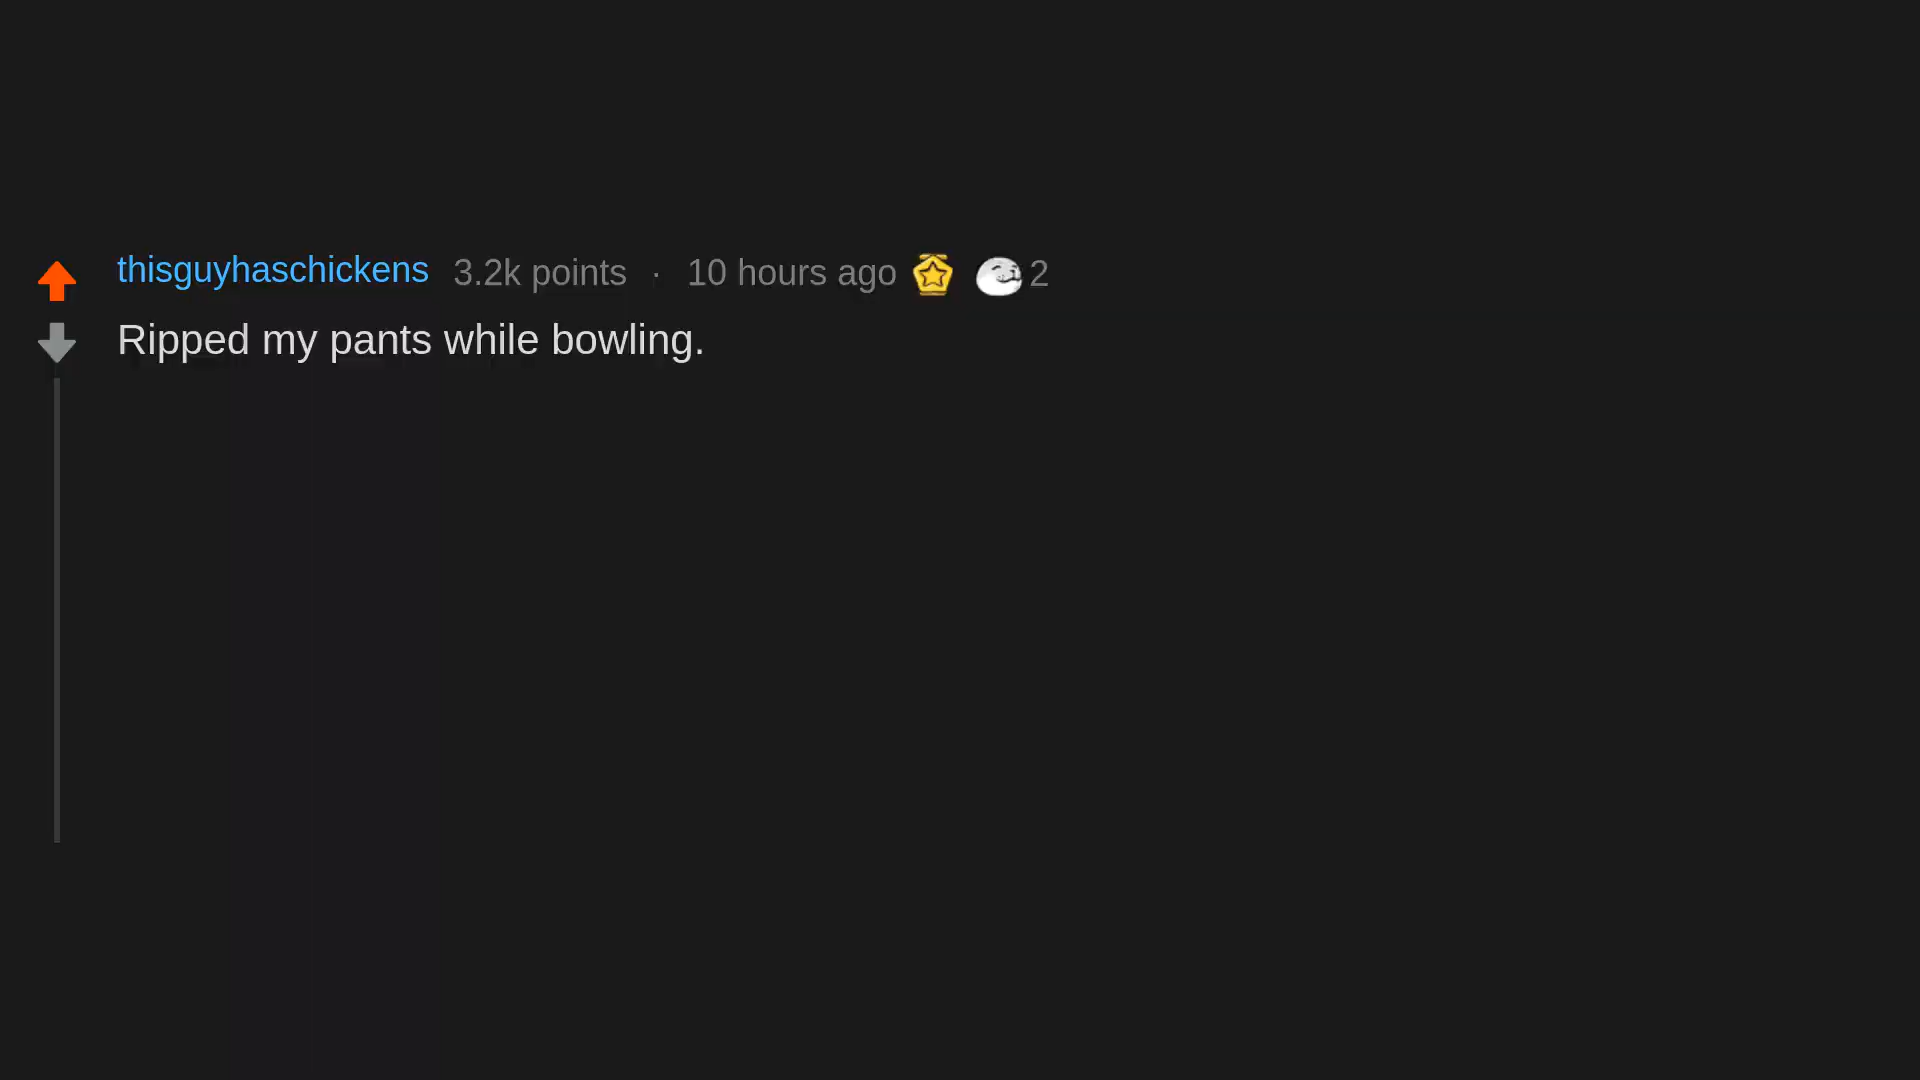 thisguyhaschickens 3.2k points · 10 hours ago 2
Ripped my pants while bowling.